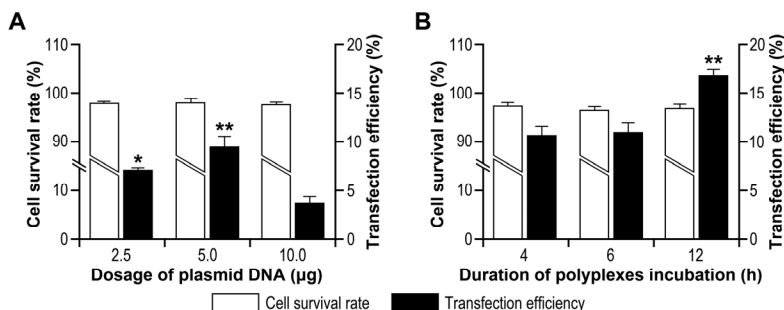 A
B
Cell survival rate (%)
110
100
90
10
0
*
**
20
15
10
5
0
Transfection efficiency (%)
2.5 5.0 10.0
Dosage of plasmid DNA (µg)
Cell survival rate (%)
110
100
90
10
0
**
20
15
10
5
0
Transfection efficiency (%)
4 6 12
Duration of polyplexes incubation (h)
Cell survival rate Transfection efficiency